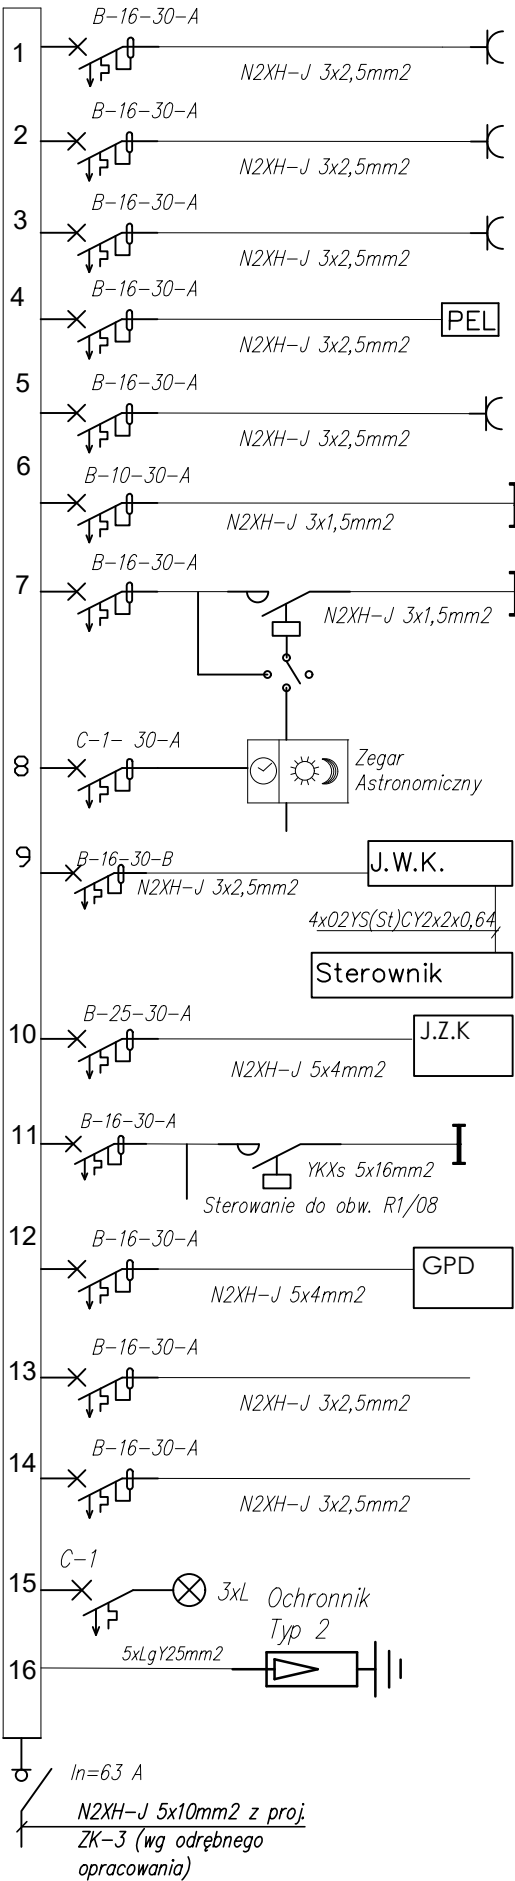 B-16-30-A
1
N2XH-J 3x2,5mm2
B-16-30-A
2
N2XH-J 3x2,5mm2
B-16-30-A
3
N2XH-J 3x2,5mm2
B-16-30-A
4
PEL
N2XH-J 3x2,5mm2
B-16-30-A
5
N2XH-J 3x2,5mm2
6
B-10-30-A
N2XH-J 3x1,5mm2
B-16-30-A
7
N2XH-J 3x1,5mm2
C-1- 30-A
8
Zegar
Astronomiczny
9
B-16-30-B
J.W.K.
N2XH-J 3x2,5mm2
4x02YS(St)CY2x2x0,64
Sterownik
B-25-30-A
10
J.Z.K
N2XH-J 5x4mm2
B-16-30-A
11
YKXs 5x16mm2
Sterowanie do obw. R1/08
12
B-16-30-A
GPD
N2XH-J 5x4mm2
B-16-30-A
13
N2XH-J 3x2,5mm2
B-16-30-A
14
N2XH-J 3x2,5mm2
C-1
15
3xL
Ochronnik
Typ 2
5xLgY25mm2
16
In=63 A
N2XH-J 5x10mm2 z proj.
ZK-3 (wg odrębnego
opracowania)